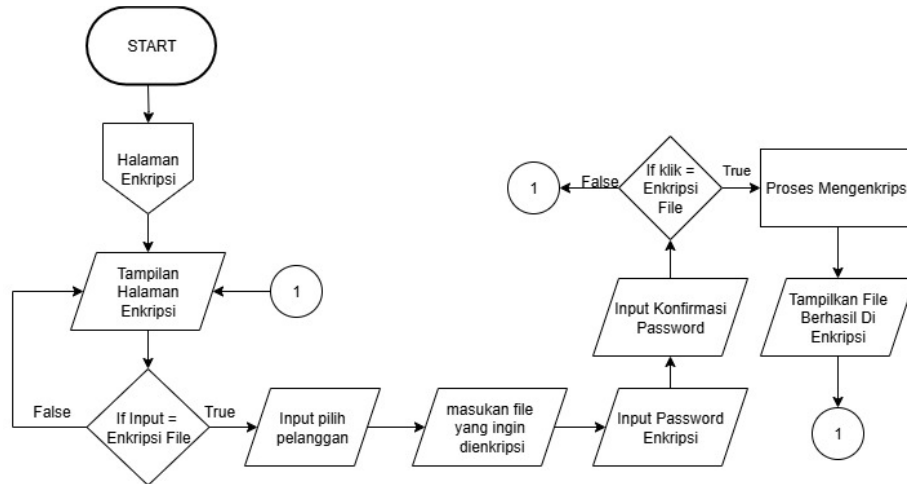 START
Halaman
Enkripsi
Tampilan
Halaman
Enkripsi
1
False
If Input =
Enkripsi File
True
Input pilih
pelanggan
masukan file
yang ingin
dienkripsi
Input Password
Enkripsi
Input Konfirmasi
Password
If klik =
Enkripsi
File
False
1
True
Proses Mengenkrips
Tampilkan File
Berhasil Di
Enkripsi
1